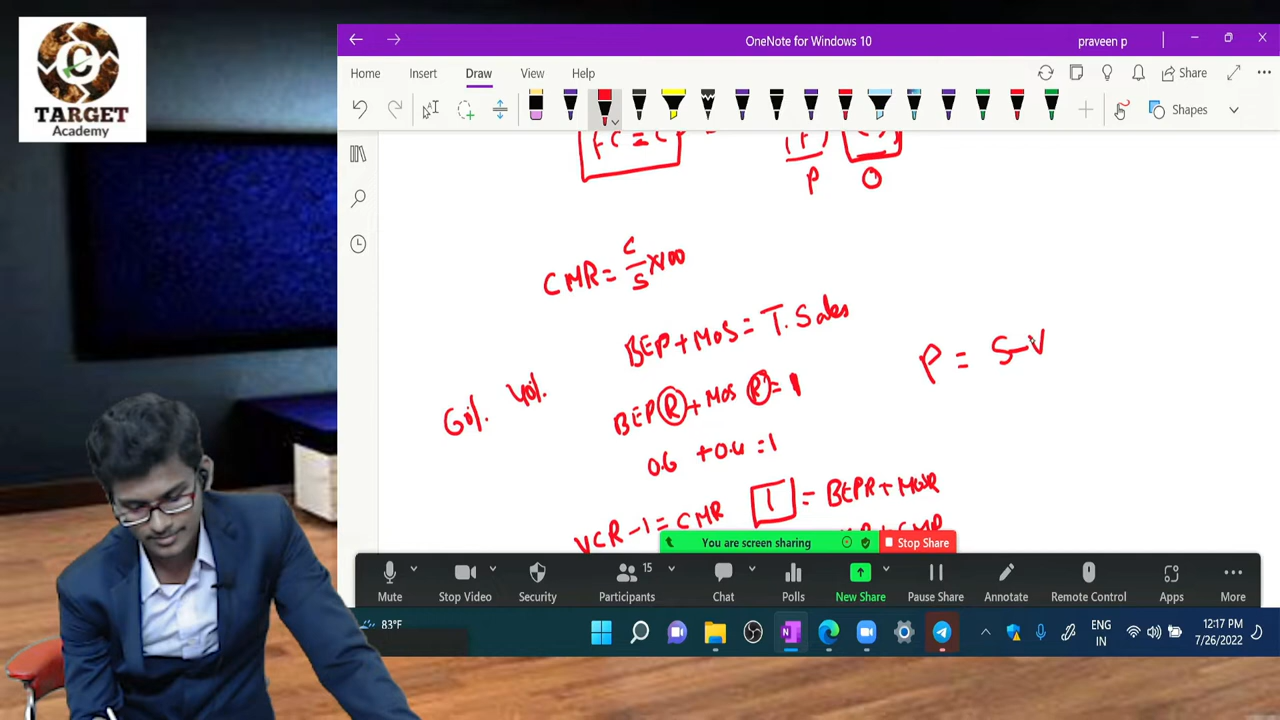 TARGET
Academy
OneNote for Windows 10
praveen p
Home Insert Draw View Help
Share
Shapes
FC = C
P O
CMR = C/S × 100
BEP + MoS = T. Sales
P = S - V
60% 40%
BEP R + MoS R = 1
0.6 + 0.4 = 1
1 = BEPR + MOSR
VCR - 1 = CMR
You are screen sharing
Stop Share
15
Mute Stop Video Security Participants Chat Polls New Share Pause Share Annotate Remote Control Apps More
83°F
ENG
IN
12:17 PM
7/26/2022